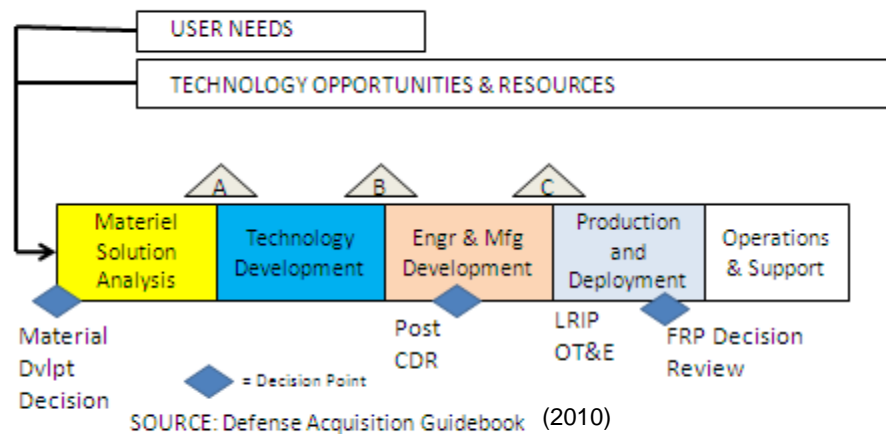 USER NEEDS
TECHNOLOGY OPPORTUNITIES & RESOURCES
A
B
C
Materiel
Solution
Analysis
Technology
Development
Engr & Mfg
Development
Production
and
Deployment
Operations
& Support
Material
Dvlpt
Decision
Post
CDR
LRIP
OT&E
FRP Decision
Review
= Decision Point
SOURCE: Defense Acquisition Guidebook (2010)